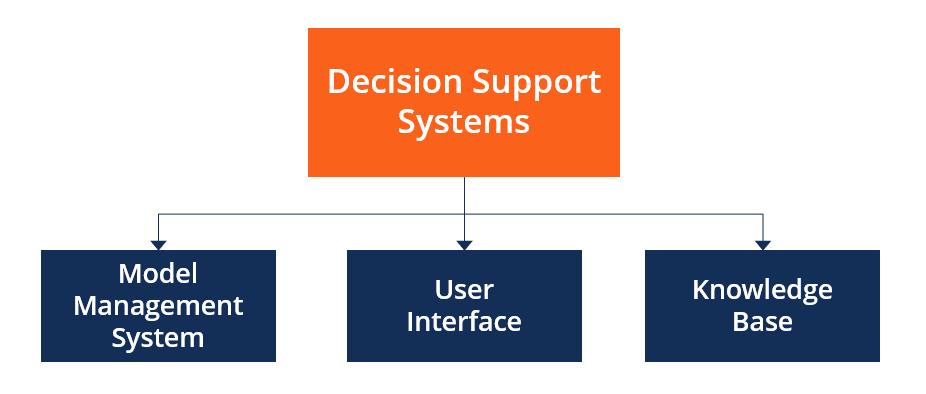 Decision Support
Systems
Model
Management
System
User
Interface
Knowledge
Base